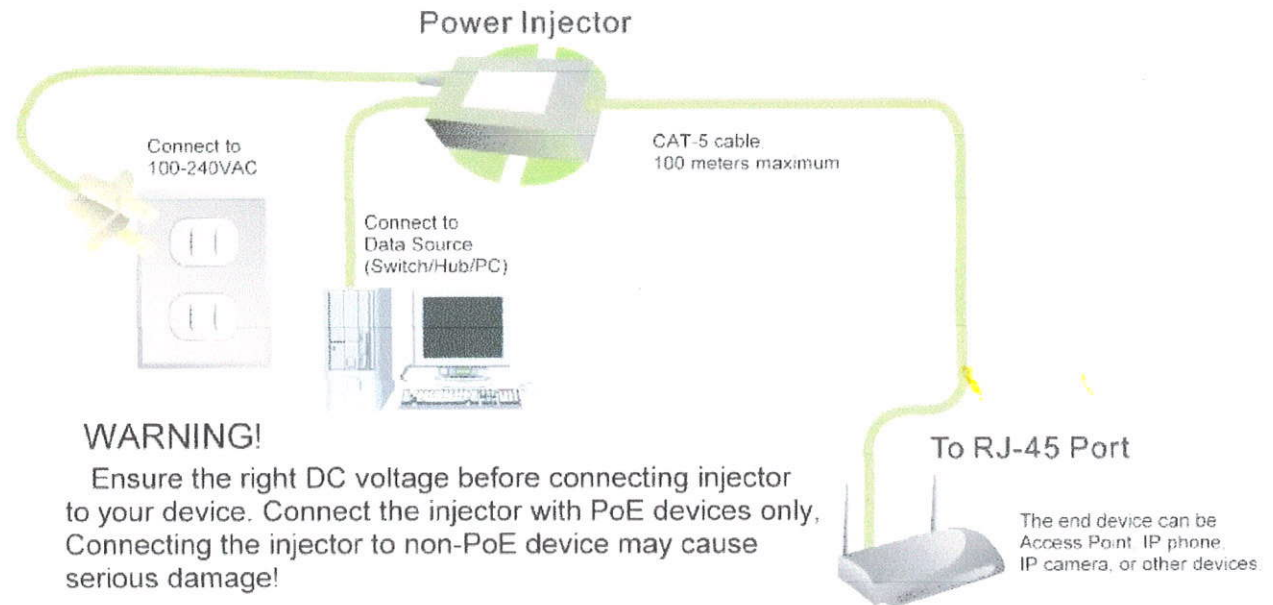 Power Injector
Connect to
100-240VAC
CAT-5 cable
100 meters maximum
Connect to
Data Source
(Switch/Hub/PC)
WARNING!
Ensure the right DC voltage before connecting injector
to your device. Connect the injector with PoE devices only,
Connecting the injector to non-PoE device may cause
serious damage!
To RJ-45 Port
The end device can be
Access Point, IP phone,
IP camera, or other devices.